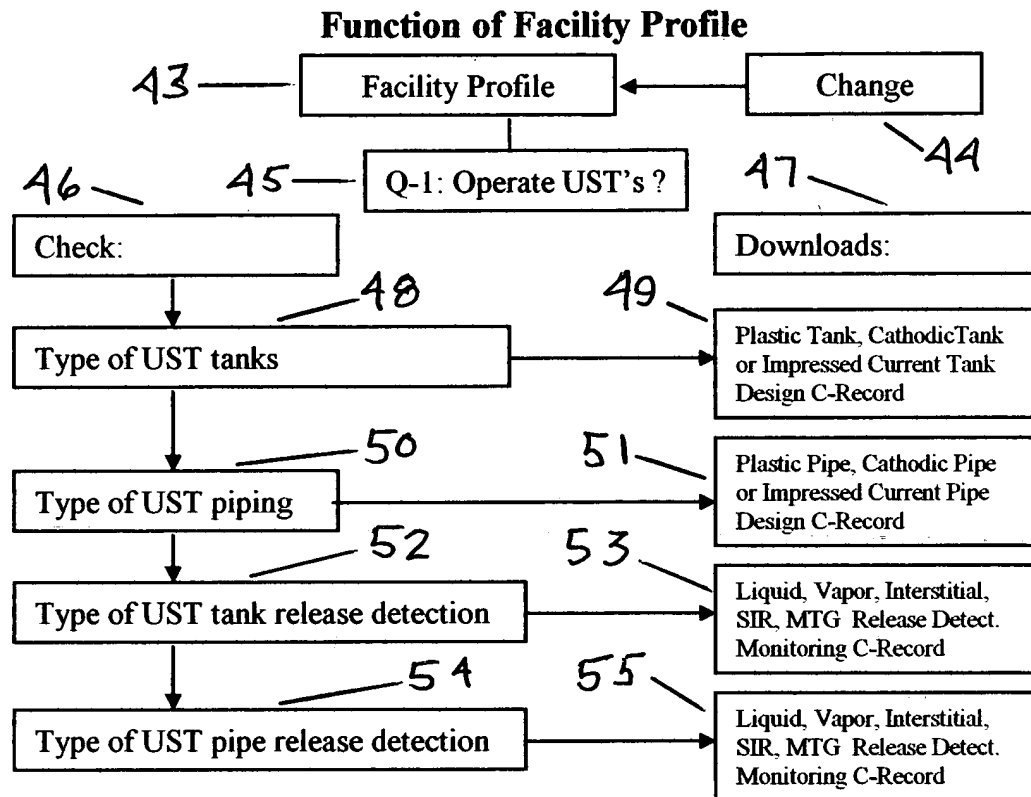 Function of Facility Profile
43
Facility Profile
Change
44
46
45
Q-1: Operate UST's ?
47
Check:
Downloads:
48
49
Type of UST tanks
Plastic Tank, CathodicTank
or Impressed Current Tank
Design C-Record
50
51
Type of UST piping
Plastic Pipe, Cathodic Pipe
or Impressed Current Pipe
Design C-Record
52
53
Type of UST tank release detection
Liquid, Vapor, Interstitial,
SIR, MTG Release Detect.
Monitoring C-Record
54
55
Type of UST pipe release detection
Liquid, Vapor, Interstitial,
SIR, MTG Release Detect.
Monitoring C-Record